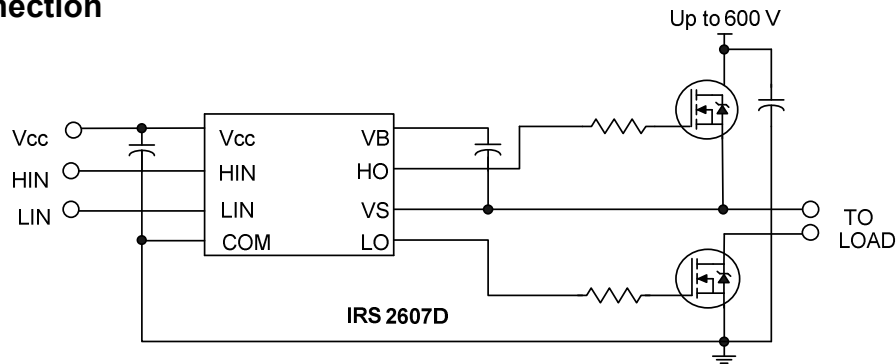 nection
Up to 600 V
Vcc
HIN
LIN
Vcc
HIN
LIN
COM
VB
HO
VS
LO
TO
LOAD
IRS 2607D